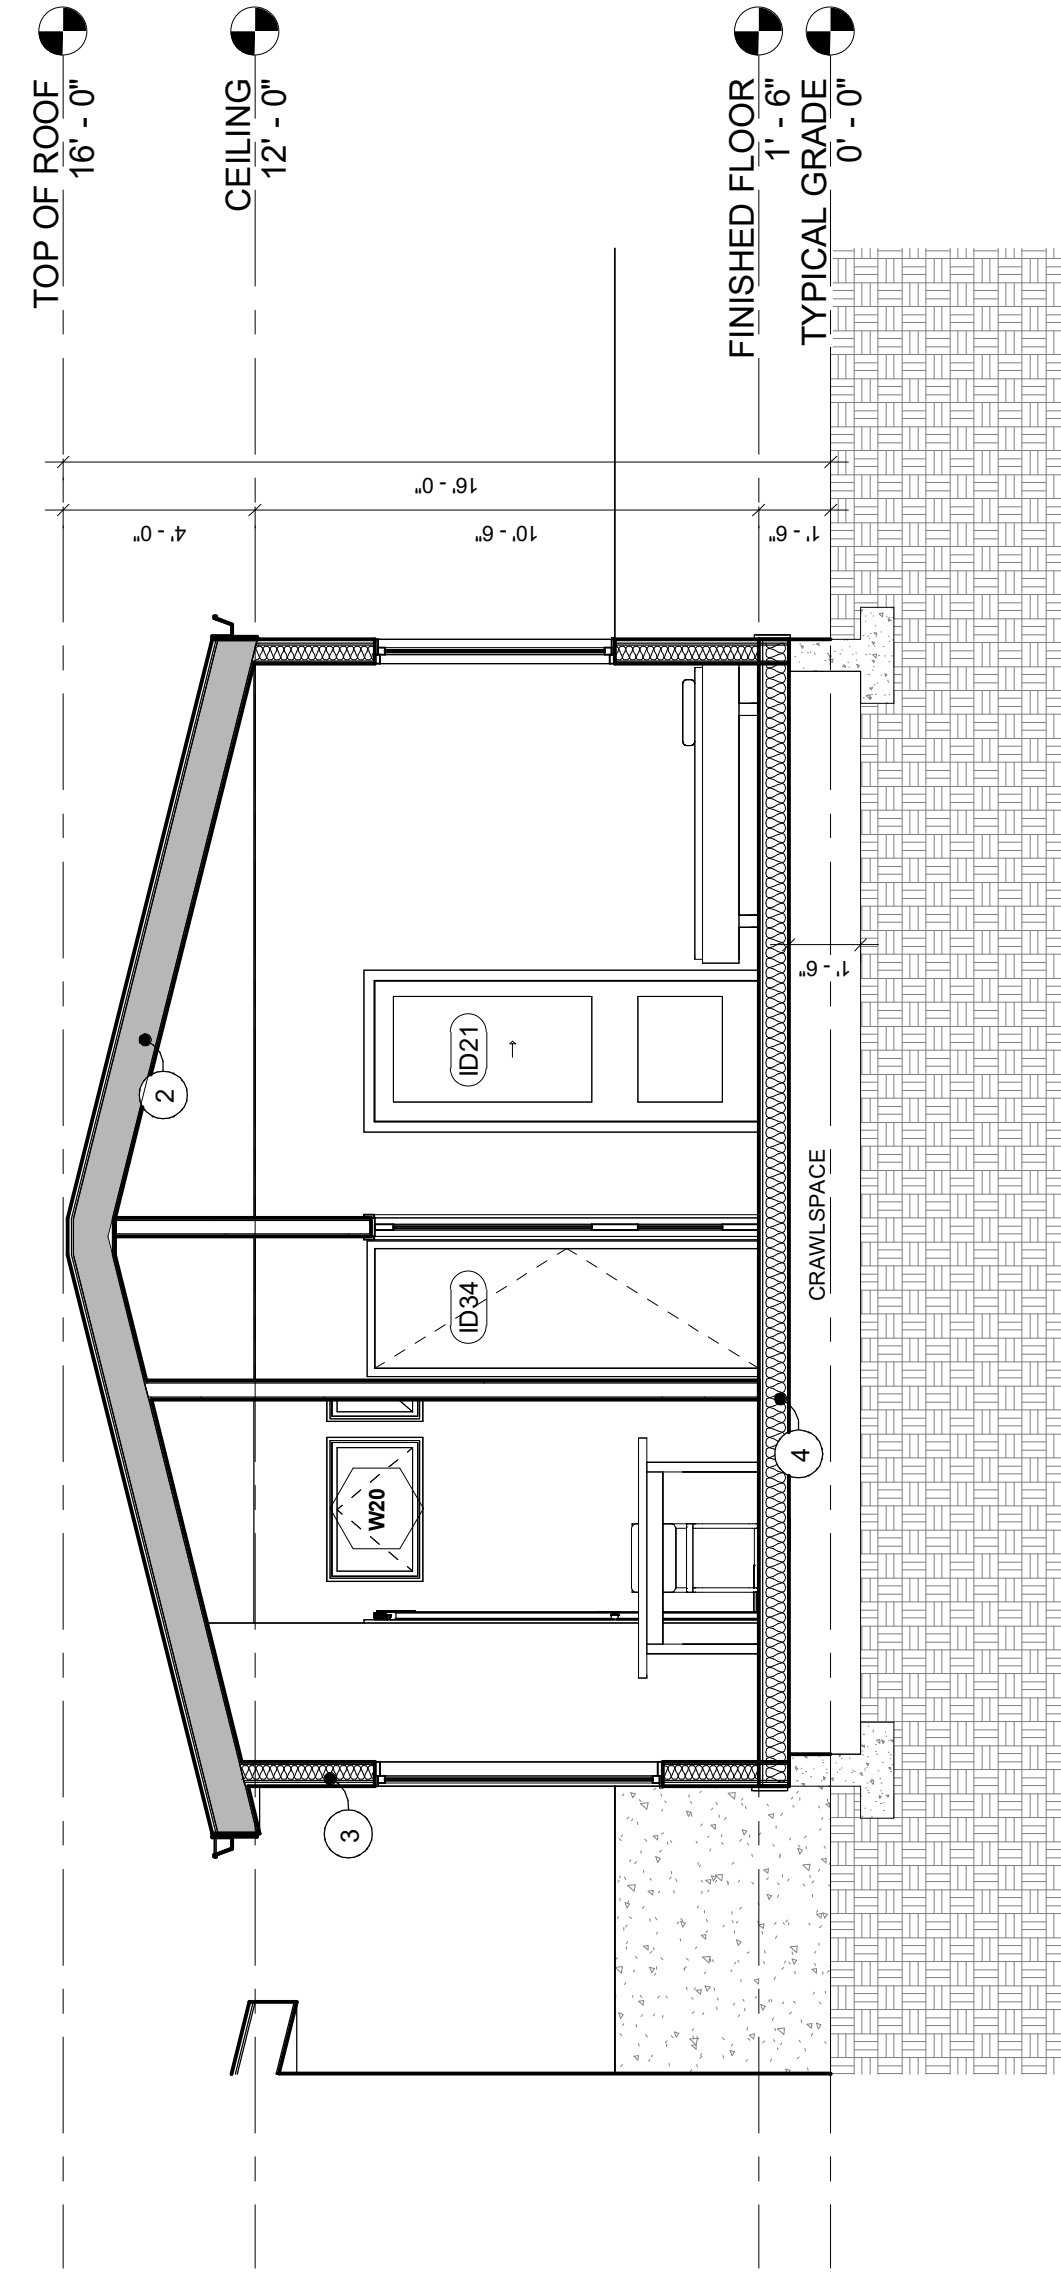 TOP OF ROOF
16' - 0"
CEILING
12' - 0"
FINISHED FLOOR
1' - 6"
TYPICAL GRADE
0' - 0"
16' - 0"
4' - 0"
10' - 6"
1' - 6"
1' - 6"
2
ID21
ID34
CRAWLSPACE
W20
4
3